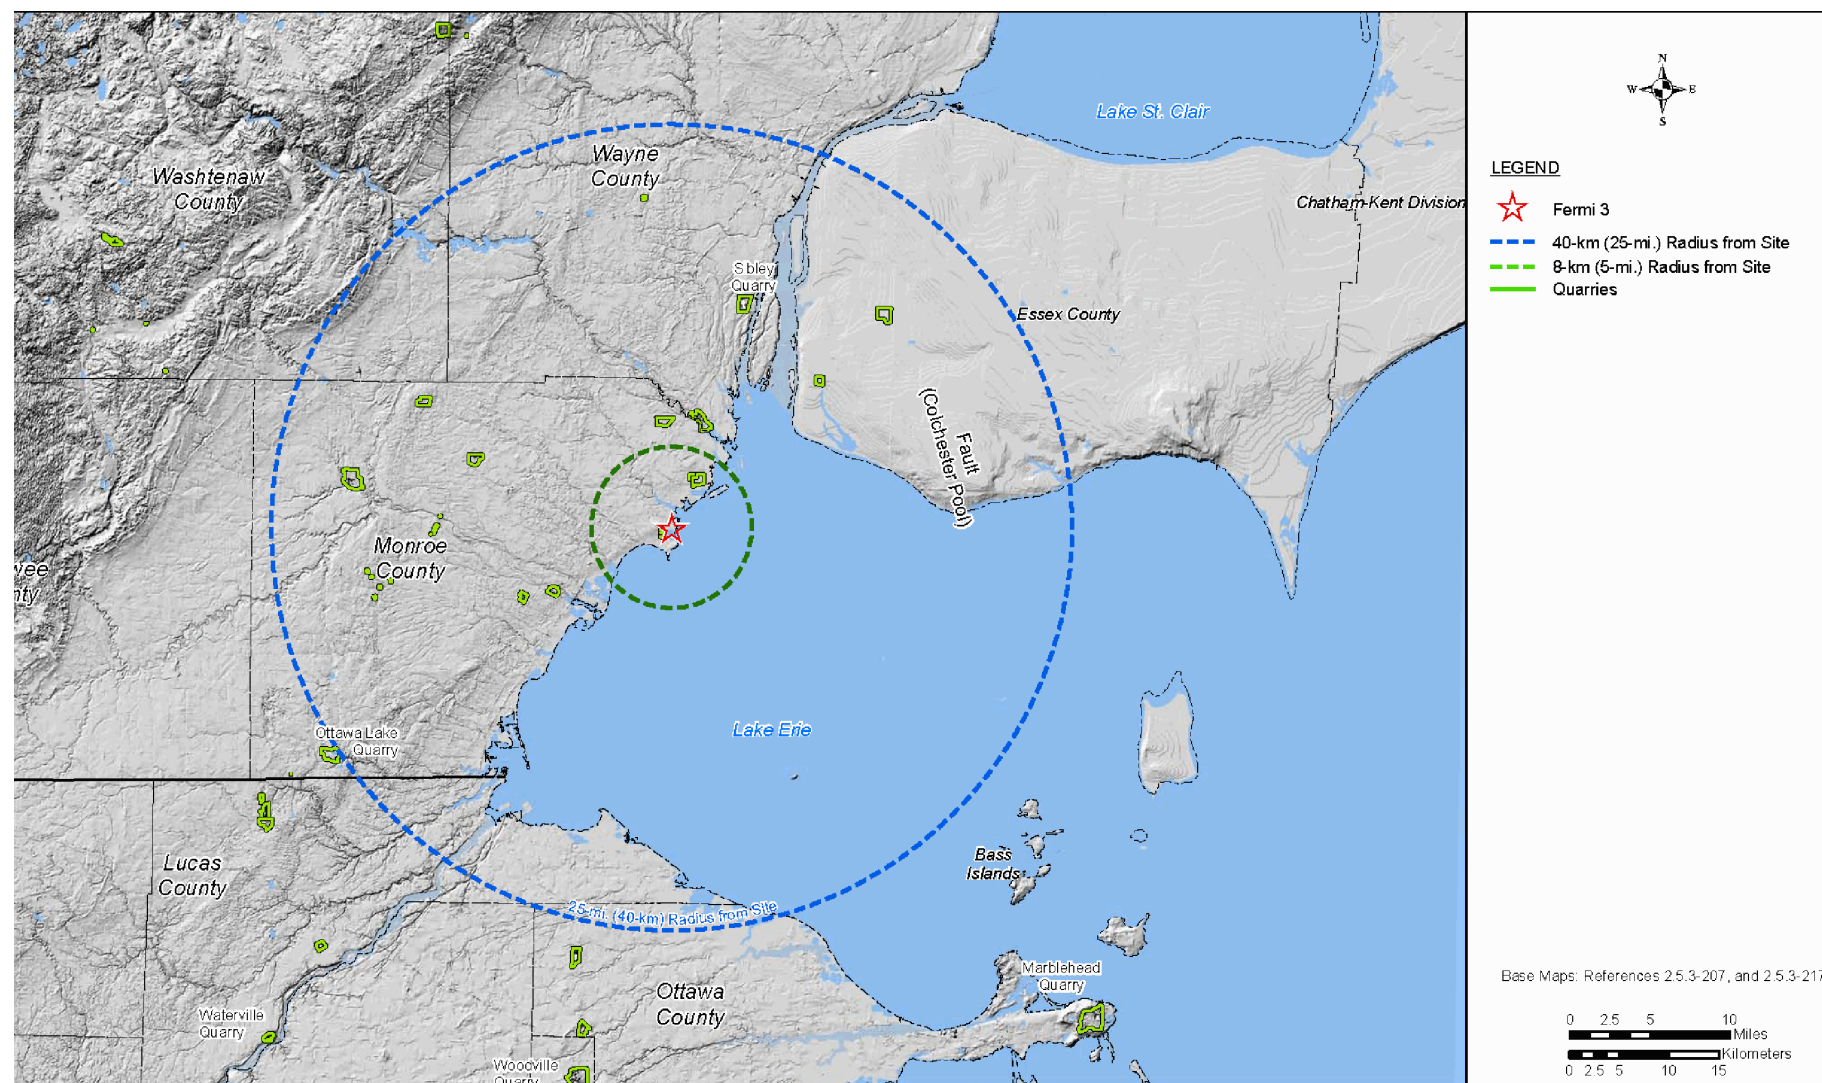 Lake St. Clair
Wayne
County
Washtenaw
County
Chatham-Kent Division
Sibley
Quarry
Essex County
Fault
(Colchester Pool)
Monroe
County
wee
nty
Ottawa Lake
Quarry
Lake Erie
Lucas
County
Bass
Islands
25-mi. (40-km) Radius from Site
Marblehead
Quarry
Ottawa
County
Waterville
Quarry
Woodville
Quarry
N
W E
S
LEGEND
Fermi 3
40-km (25-mi.) Radius from Site
8-km (5-mi.) Radius from Site
Quarries
Base Maps: References 2.5.3-207, and 2.5.3-217
0 2.5 5 10
Miles
Kilometers
0 2.5 5 10 15